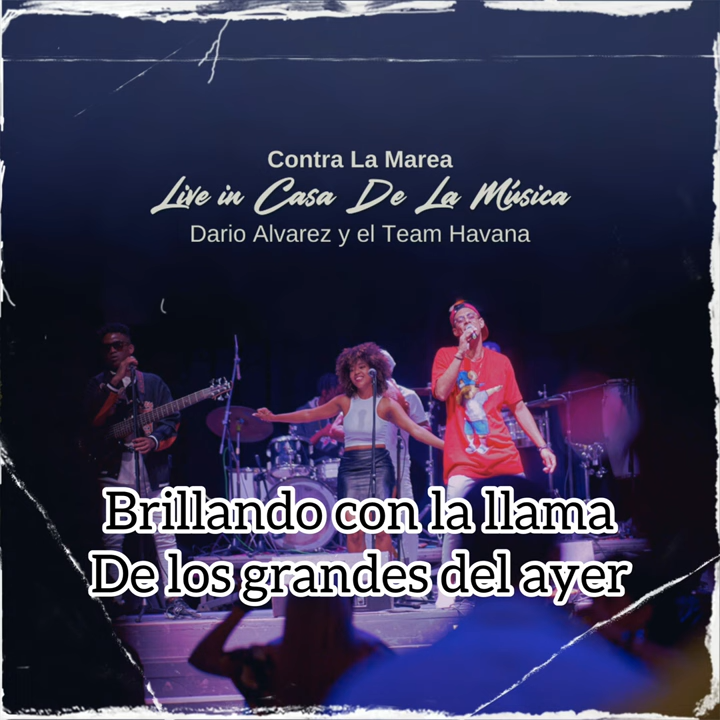 Contra La Marea
Live in Casa De La Música
Dario Alvarez y el Team Havana
Brillando con la llama
De los grandes del ayer